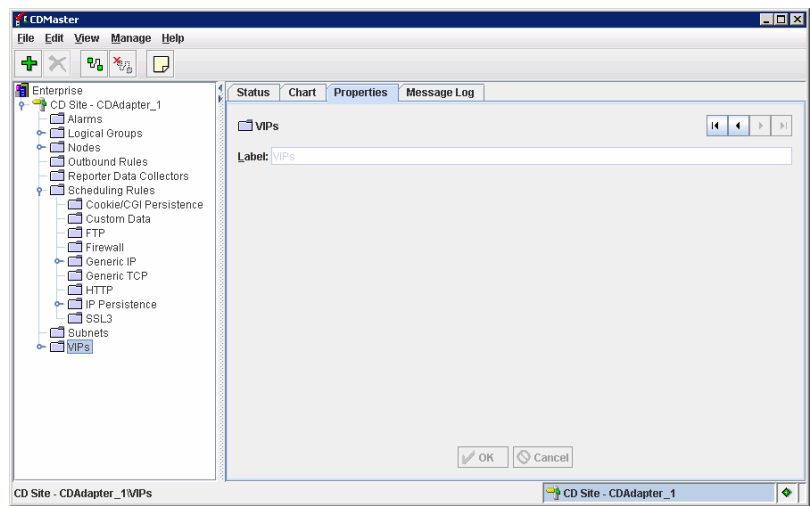 CDMaster
File Edit View Manage Help
Enterprise
CD Site - CDAdapter_1
Alarms
Logical Groups
Nodes
Outbound Rules
Reporter Data Collectors
Scheduling Rules
Cookie/CGI Persistence
Custom Data
FTP
Firewall
Generic IP
Generic TCP
HTTP
IP Persistence
SSL3
Subnets
VIPs
Status Chart Properties Message Log
VIPs
Label: VIPs
OK Cancel
CD Site - CDAdapter_1\VIPs
CD Site - CDAdapter_1